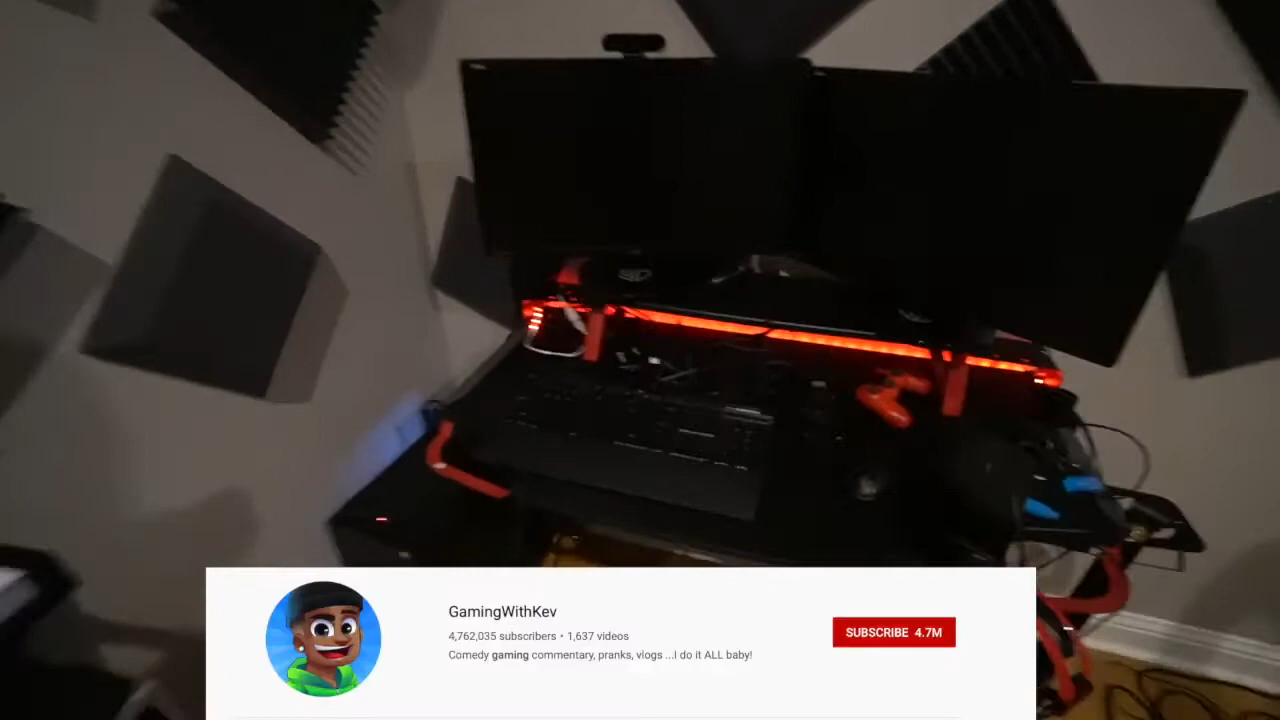 GamingWithKev
4,762,035 subscribers • 1,637 videos
Comedy gaming commentary, pranks, vlogs ...I do it ALL baby!
SUBSCRIBE 4.7M